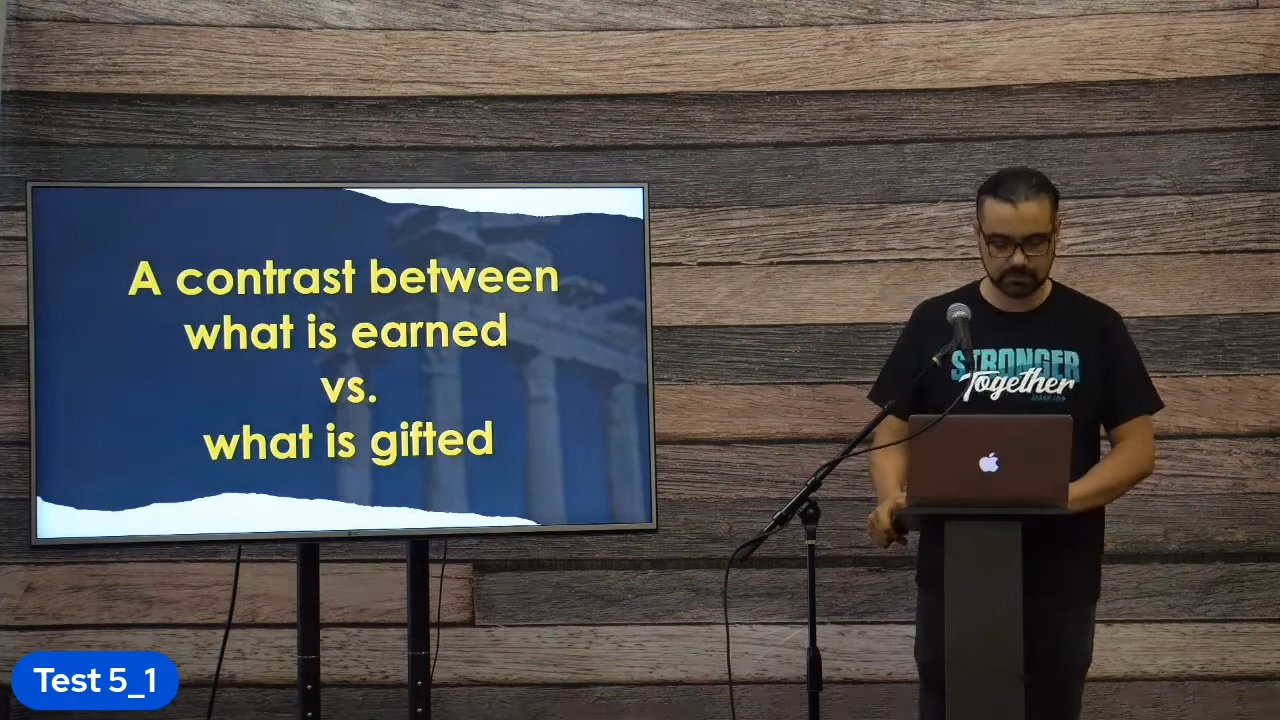 A contrast between
what is earned
vs.
what is gifted
STRONGER
Together
Test 5_1